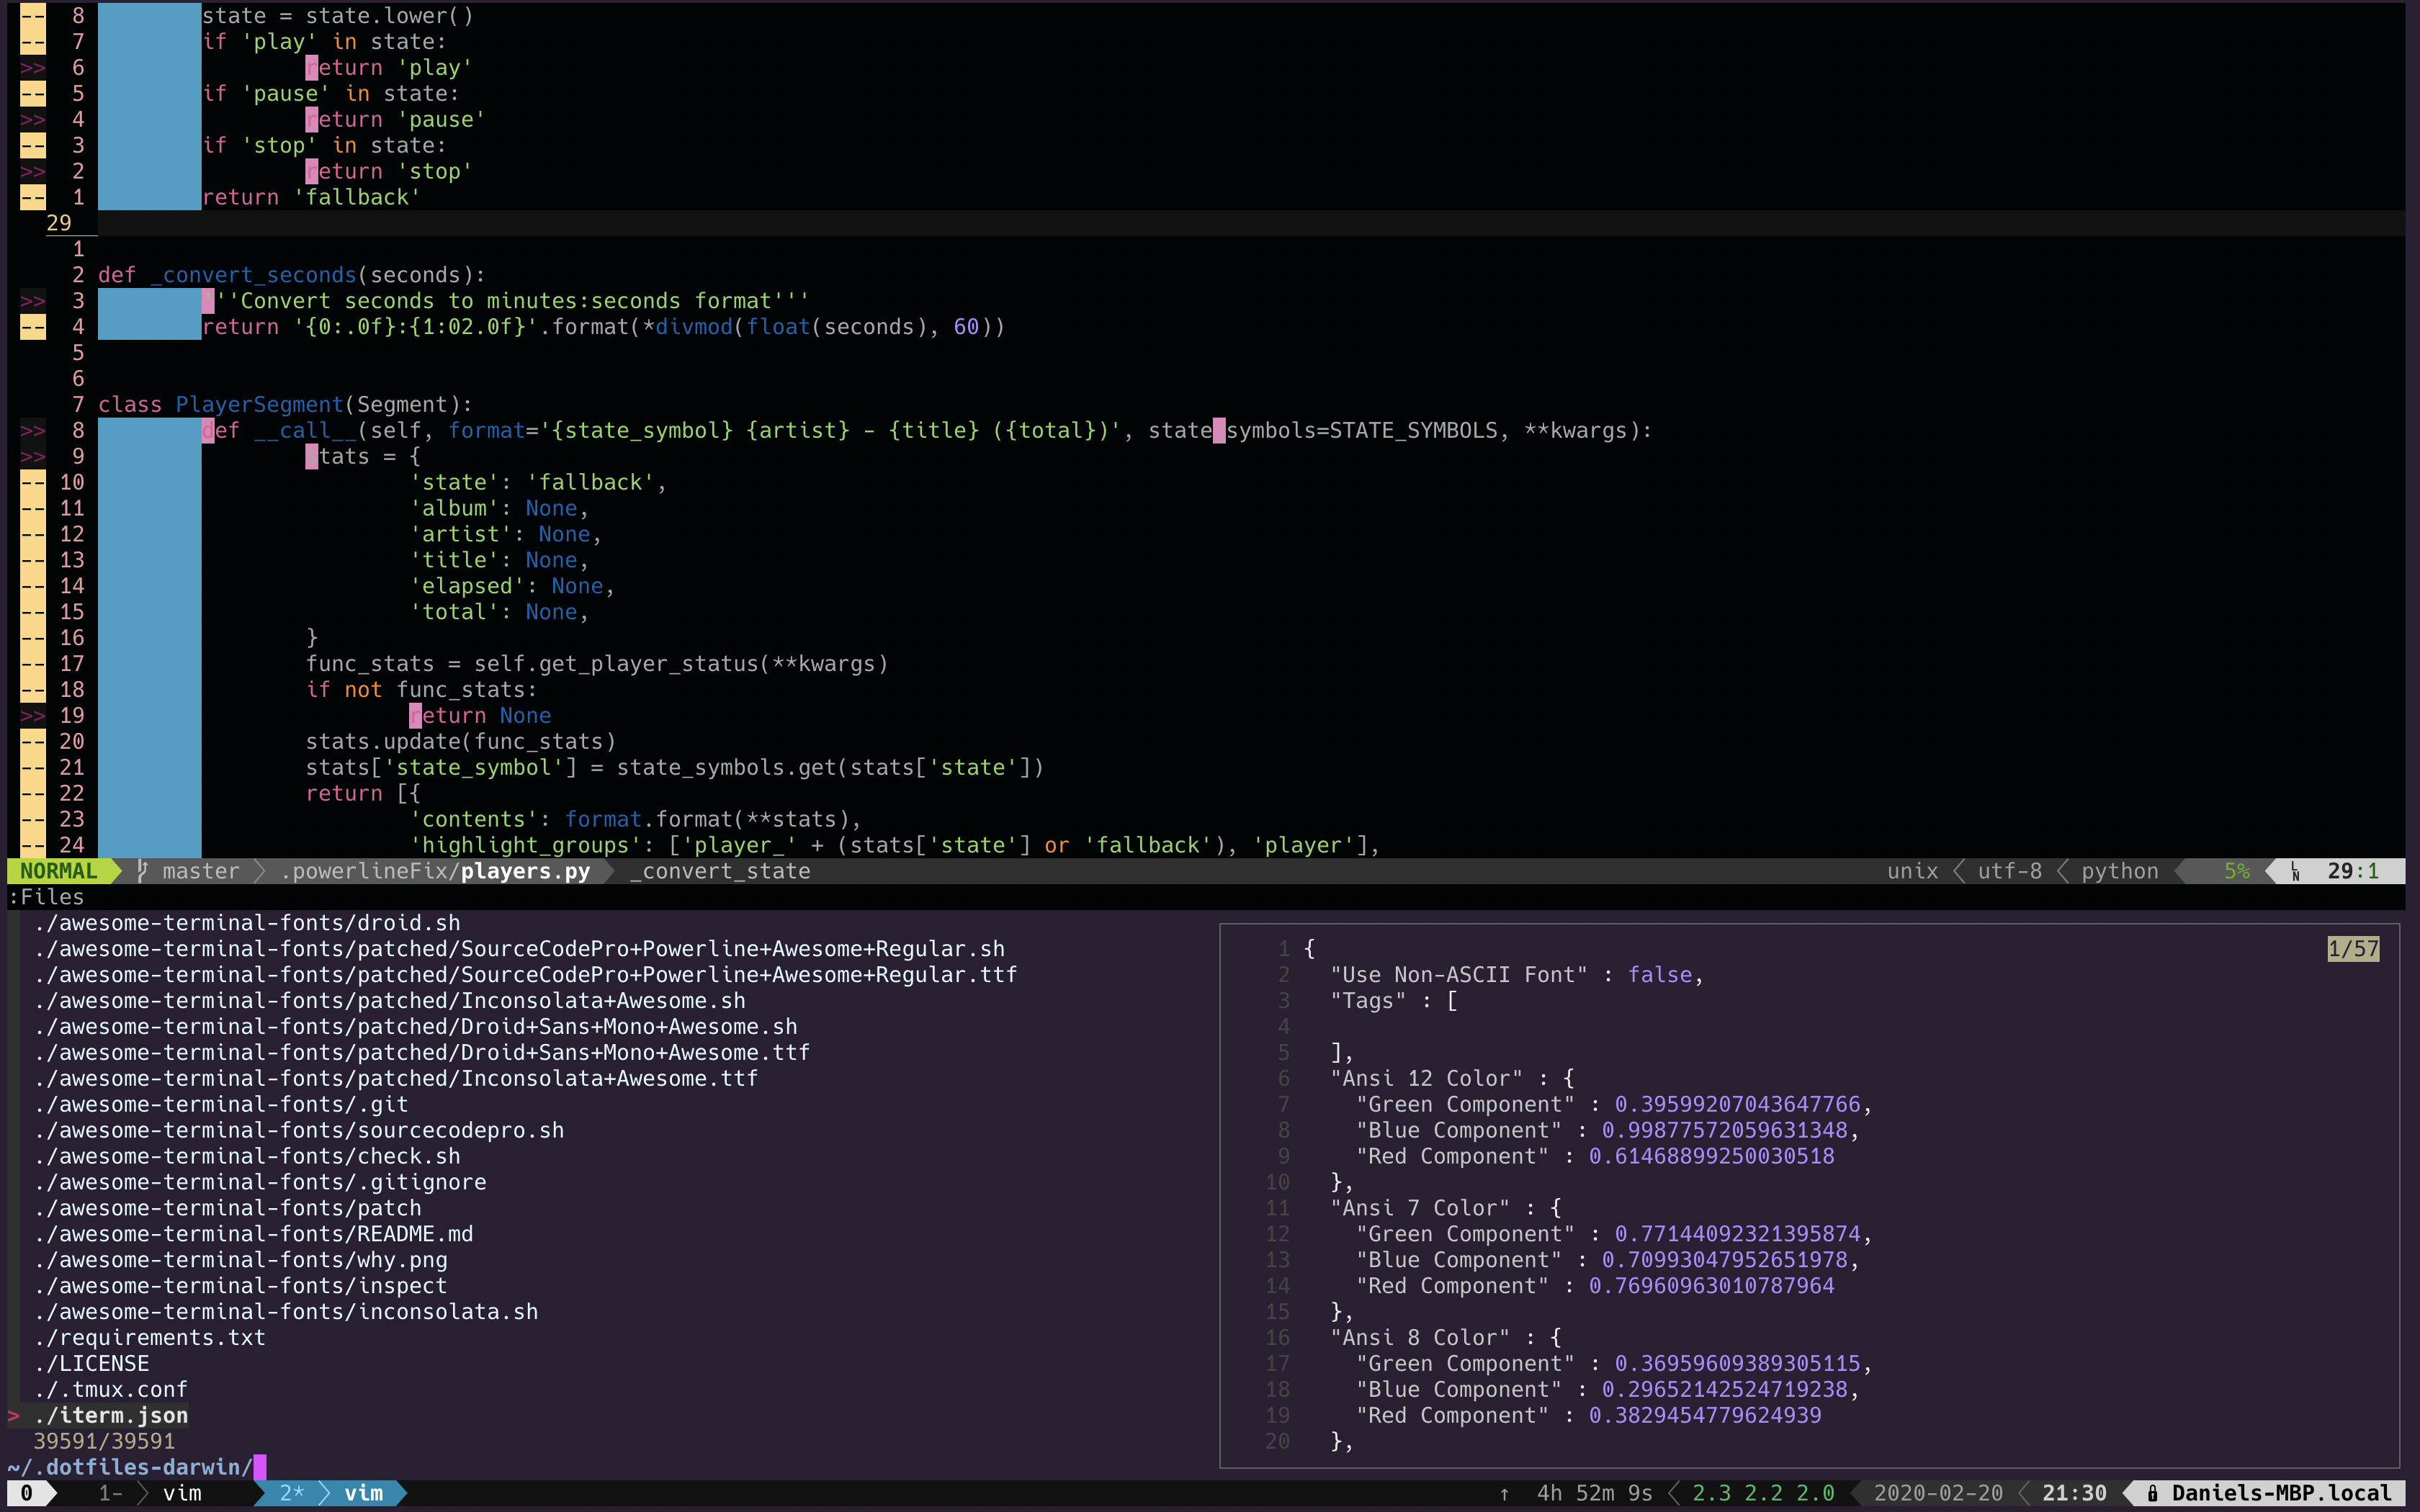 -- 8 state = state.lower()
-- 7 if 'play' in state:
>> 6 return 'play'
-- 5 if 'pause' in state:
>> 4 return 'pause'
-- 3 if 'stop' in state:
>> 2 return 'stop'
-- 1 return 'fallback'
29
1
2 def _convert_seconds(seconds):
>> 3 '''Convert seconds to minutes:seconds format'''
-- 4 return '{0:.0f}:{1:02.0f}'.format(*divmod(float(seconds), 60))
5
6
7 class PlayerSegment(Segment):
>> 8 def __call__(self, format='{state_symbol} {artist} - {title} ({total})', state_symbols=STATE_SYMBOLS, **kwargs):
>> 9 stats = {
-- 10 'state': 'fallback',
-- 11 'album': None,
-- 12 'artist': None,
-- 13 'title': None,
-- 14 'elapsed': None,
-- 15 'total': None,
-- 16 }
-- 17 func_stats = self.get_player_status(**kwargs)
-- 18 if not func_stats:
>> 19 return None
-- 20 stats.update(func_stats)
-- 21 stats['state_symbol'] = state_symbols.get(stats['state'])
-- 22 return [{
-- 23 'contents': format.format(**stats),
-- 24 'highlight_groups': ['player_' + (stats['state'] or 'fallback'), 'player'],
NORMAL master .powerlineFix/players.py _convert_state unix utf-8 python 5% LN 29:1
:Files
./awesome-terminal-fonts/droid.sh
./awesome-terminal-fonts/patched/SourceCodePro+Powerline+Awesome+Regular.sh
./awesome-terminal-fonts/patched/SourceCodePro+Powerline+Awesome+Regular.ttf
./awesome-terminal-fonts/patched/Inconsolata+Awesome.sh
./awesome-terminal-fonts/patched/Droid+Sans+Mono+Awesome.sh
./awesome-terminal-fonts/patched/Droid+Sans+Mono+Awesome.ttf
./awesome-terminal-fonts/patched/Inconsolata+Awesome.ttf
./awesome-terminal-fonts/.git
./awesome-terminal-fonts/sourcecodepro.sh
./awesome-terminal-fonts/check.sh
./awesome-terminal-fonts/.gitignore
./awesome-terminal-fonts/patch
./awesome-terminal-fonts/README.md
./awesome-terminal-fonts/why.png
./awesome-terminal-fonts/inspect
./awesome-terminal-fonts/inconsolata.sh
./requirements.txt
./LICENSE
./.tmux.conf
> ./iterm.json
39591/39591
~/.dotfiles-darwin/
1 { 1/57
2 "Use Non-ASCII Font" : false,
3 "Tags" : [
4
5 ],
6 "Ansi 12 Color" : {
7 "Green Component" : 0.39599207043647766,
8 "Blue Component" : 0.99877572059631348,
9 "Red Component" : 0.61468899250030518
10 },
11 "Ansi 7 Color" : {
12 "Green Component" : 0.77144092321395874,
13 "Blue Component" : 0.70993047952651978,
14 "Red Component" : 0.76960963010787964
15 },
16 "Ansi 8 Color" : {
17 "Green Component" : 0.36959609389305115,
18 "Blue Component" : 0.29652142524719238,
19 "Red Component" : 0.3829454779624939
20 },
0 1- vim 2* vim ↑ 4h 52m 9s 2.3 2.2 2.0 2020-02-20 21:30 Daniels-MBP.local